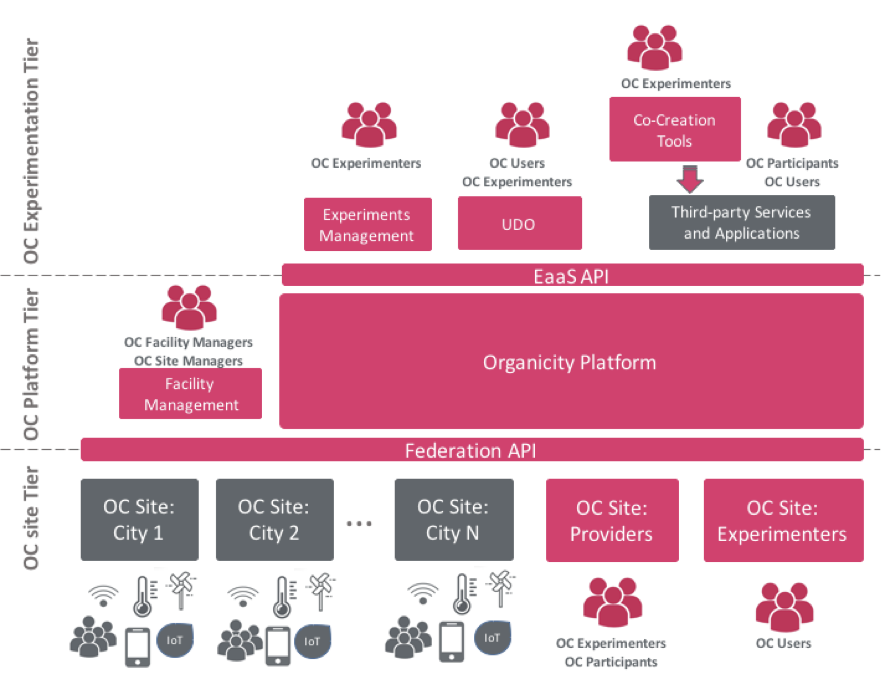 OC Experimentation Tier
OC Experimenters
Co-Creation
Tools
OC Experimenters
OC Users
OC Experimenters
OC Participants
OC Users
Experiments
Management
UDO
Third-party Services
and Applications
EaaS API
OC Platform Tier
OC Facility Managers
OC Site Managers
Facility
Management
Organicity Platform
Federation API
OC site Tier
OC Site:
City 1
OC Site:
City 2
...
OC Site:
City N
OC Site:
Providers
OC Site:
Experimenters
IoT
IoT
IoT
OC Experimenters
OC Participants
OC Users